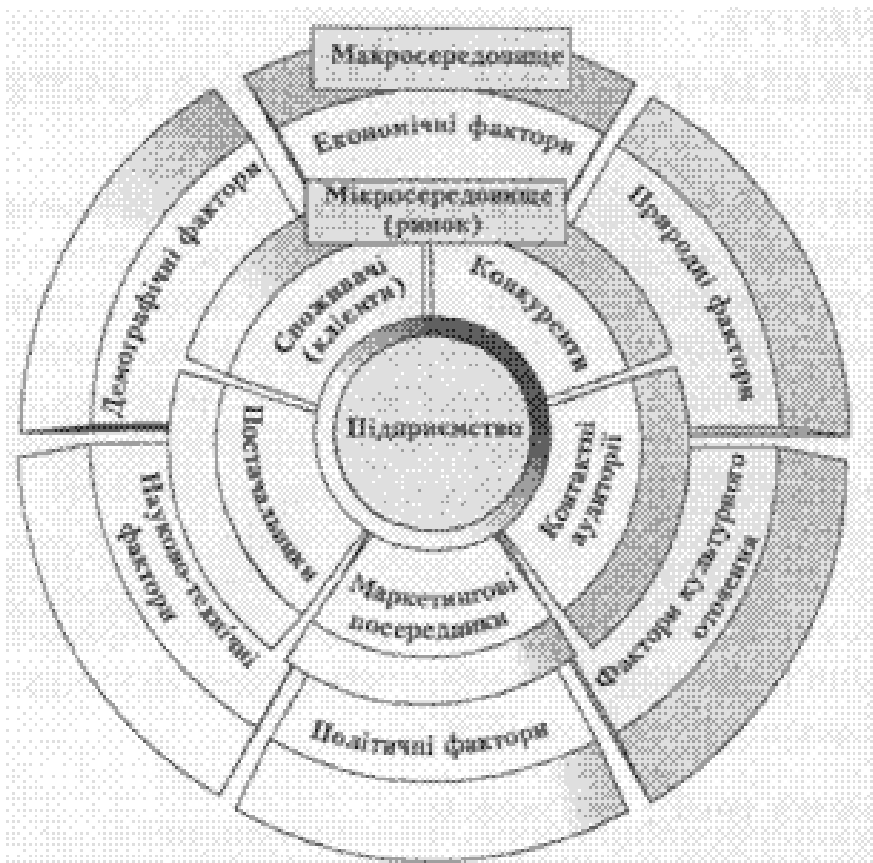 Макросередовище
Економічні фактори
Природні фактори
Фактори культурного
оточення
Політичні фактори
Науково-технічні
фактори
Демографічні фактори
Мікросередовище
(ринок)
Споживачі
(клієнти)
Конкуренти
Контактні
аудиторії
Маркетингові
посередники
Постачальники
Підприємство